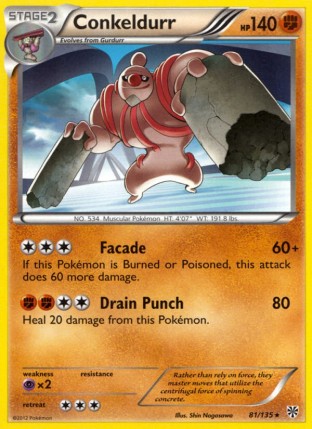 STAGE2
Conkeldurr
HP140
Evolves from Gurdurr
NO. 534. Muscular Pokémon. HT. 4'07" WT. 191.8 lbs.
Facade 60+
If this Pokémon is Burned or Poisoned, this attack
does 60 more damage.
Drain Punch 80
Heal 20 damage from this Pokémon.
weakness
resistance
×2
retreat
Rather than rely on force, they
master moves that utilize the
centrifugal force of spinning
concrete.
©2012 Pokémon
Illus. Shin Nagasawa
81/135★